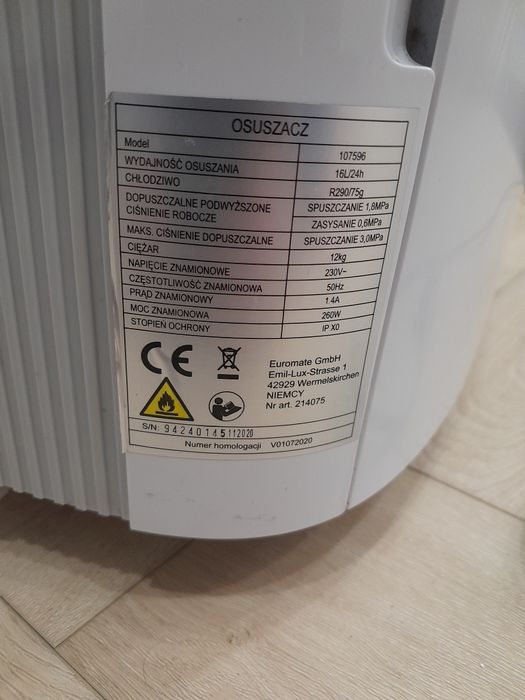 OSUSZACZ
Model 107596
WYDAJNOŚĆ OSUSZANIA 16L/24h
CHŁODZIWO R290/75g
DOPUSZCZALNE PODWYŻSZONE CIŚNIENIE ROBOCZE SPUSZCZANIE 1,8MPa
ZASYSANIE 0,6MPa
MAKS. CIŚNIENIE DOPUSZCZALNE SPUSZCZANIE 3,0MPa
CIĘŻAR 12kg
NAPIĘCIE ZNAMIONOWE 230V~
CZĘSTOTLIWOŚĆ ZNAMIONOWA 50Hz
PRĄD ZNAMIONOWY 1.4A
MOC ZNAMIONOWA 260W
STOPIEŃ OCHRONY IP X0
CE
Euromate GmbH
Emil-Lux-Strasse 1
42929 Wermelskirchen
NIEMCY
Nr art. 214075
S/N: 94240145112020
Numer homologacji V01072020